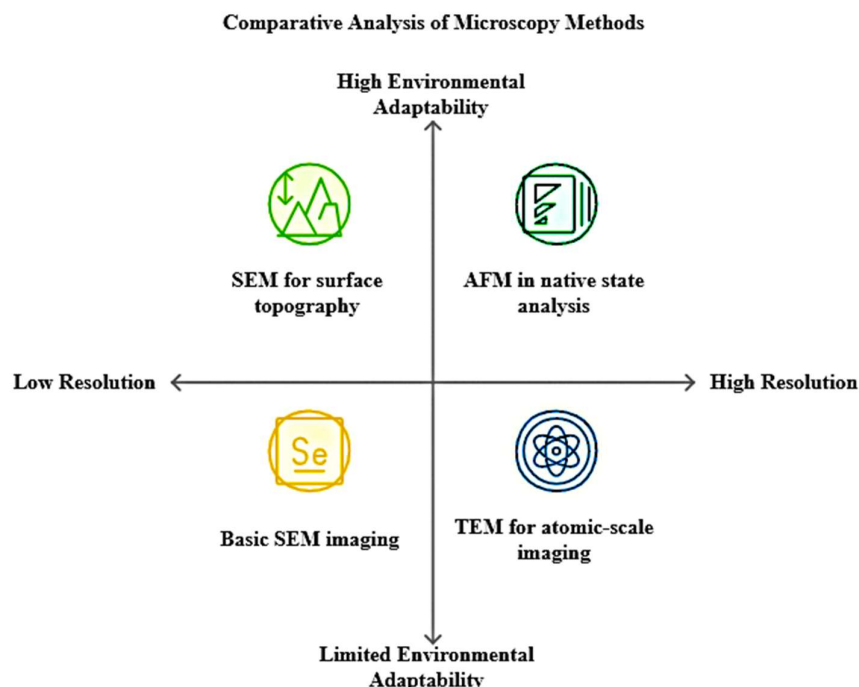 Comparative Analysis of Microscopy Methods
High Environmental
Adaptability
SEM for surface
topography
AFM in native state
analysis
Low Resolution
High Resolution
Se
Basic SEM imaging
TEM for atomic-scale
imaging
Limited Environmental
Adaptability